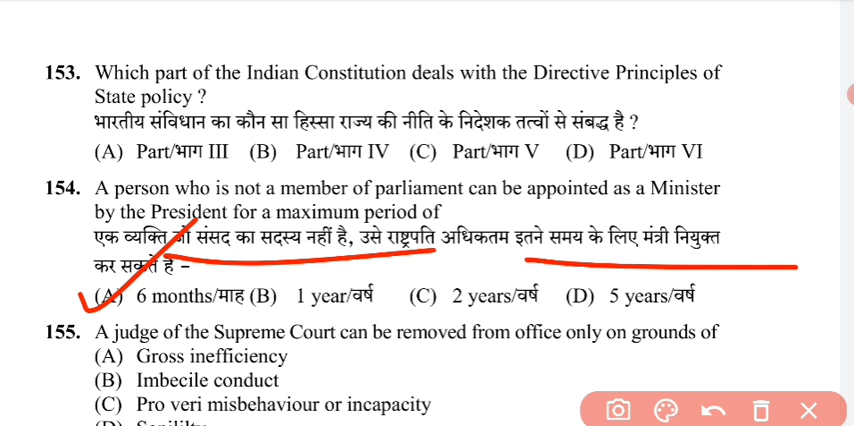 153. Which part of the Indian Constitution deals with the Directive Principles of
State policy ?
भारतीय संविधान का कौन सा हिस्सा राज्य की नीति के निदेशक तत्वों से संबद्ध है ?
(A) Part/भाग III (B) Part/भाग IV (C) Part/भाग V (D) Part/भाग VI
154. A person who is not a member of parliament can be appointed as a Minister
by the President for a maximum period of
एक व्यक्ति जो संसद का सदस्य नहीं है, उसे राष्ट्रपति अधिकतम इतने समय के लिए मंत्री नियुक्त
कर सकते है –
(A) 6 months/माह (B) 1 year/वर्ष (C) 2 years/वर्ष (D) 5 years/वर्ष
155. A judge of the Supreme Court can be removed from office only on grounds of
(A) Gross inefficiency
(B) Imbecile conduct
(C) Pro veri misbehaviour or incapacity